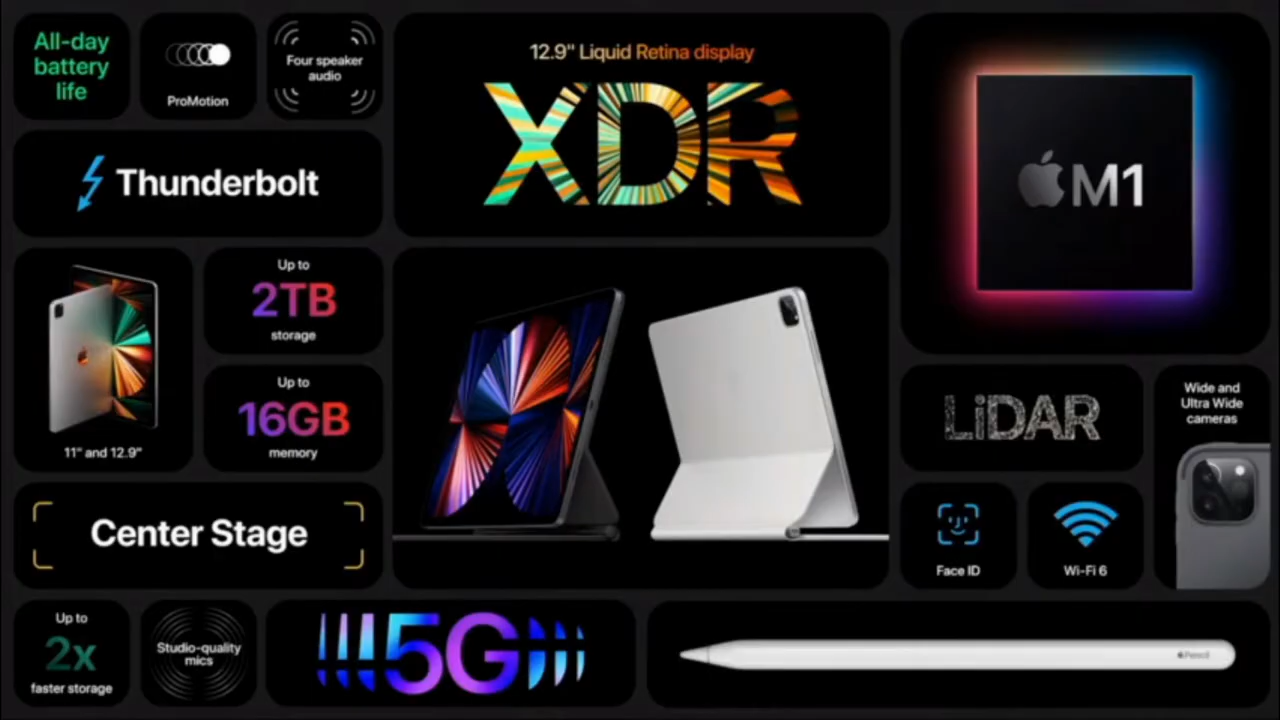 All-day
battery
life
ProMotion
Four speaker
audio
12.9" Liquid Retina display
XDR
M1
Thunderbolt
11" and 12.9"
Up to
2TB
storage
Up to
16GB
memory
LiDAR
Wide and
Ultra Wide
cameras
Center Stage
Face ID
Wi-Fi 6
Up to
2x
faster storage
Studio-quality
mics
5G
Pencil